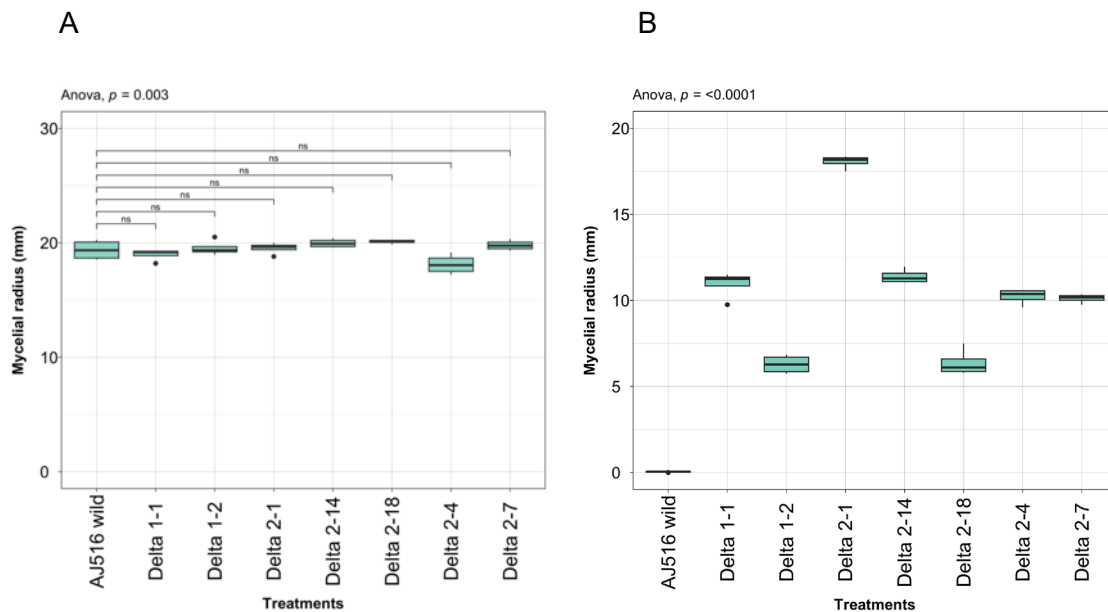 A
Anova, p = 0.003
Mycelial radius (mm)
30
20
10
0
ns
ns
ns
ns
ns
ns
ns
AJ516 wild
Delta 1-1
Delta 1-2
Delta 2-1
Delta 2-14
Delta 2-18
Delta 2-4
Delta 2-7
Treatments
B
Anova, p = <0.0001
Mycelial radius (mm)
20
15
10
5
0
AJ516 wild
Delta 1-1
Delta 1-2
Delta 2-1
Delta 2-14
Delta 2-18
Delta 2-4
Delta 2-7
Treatments